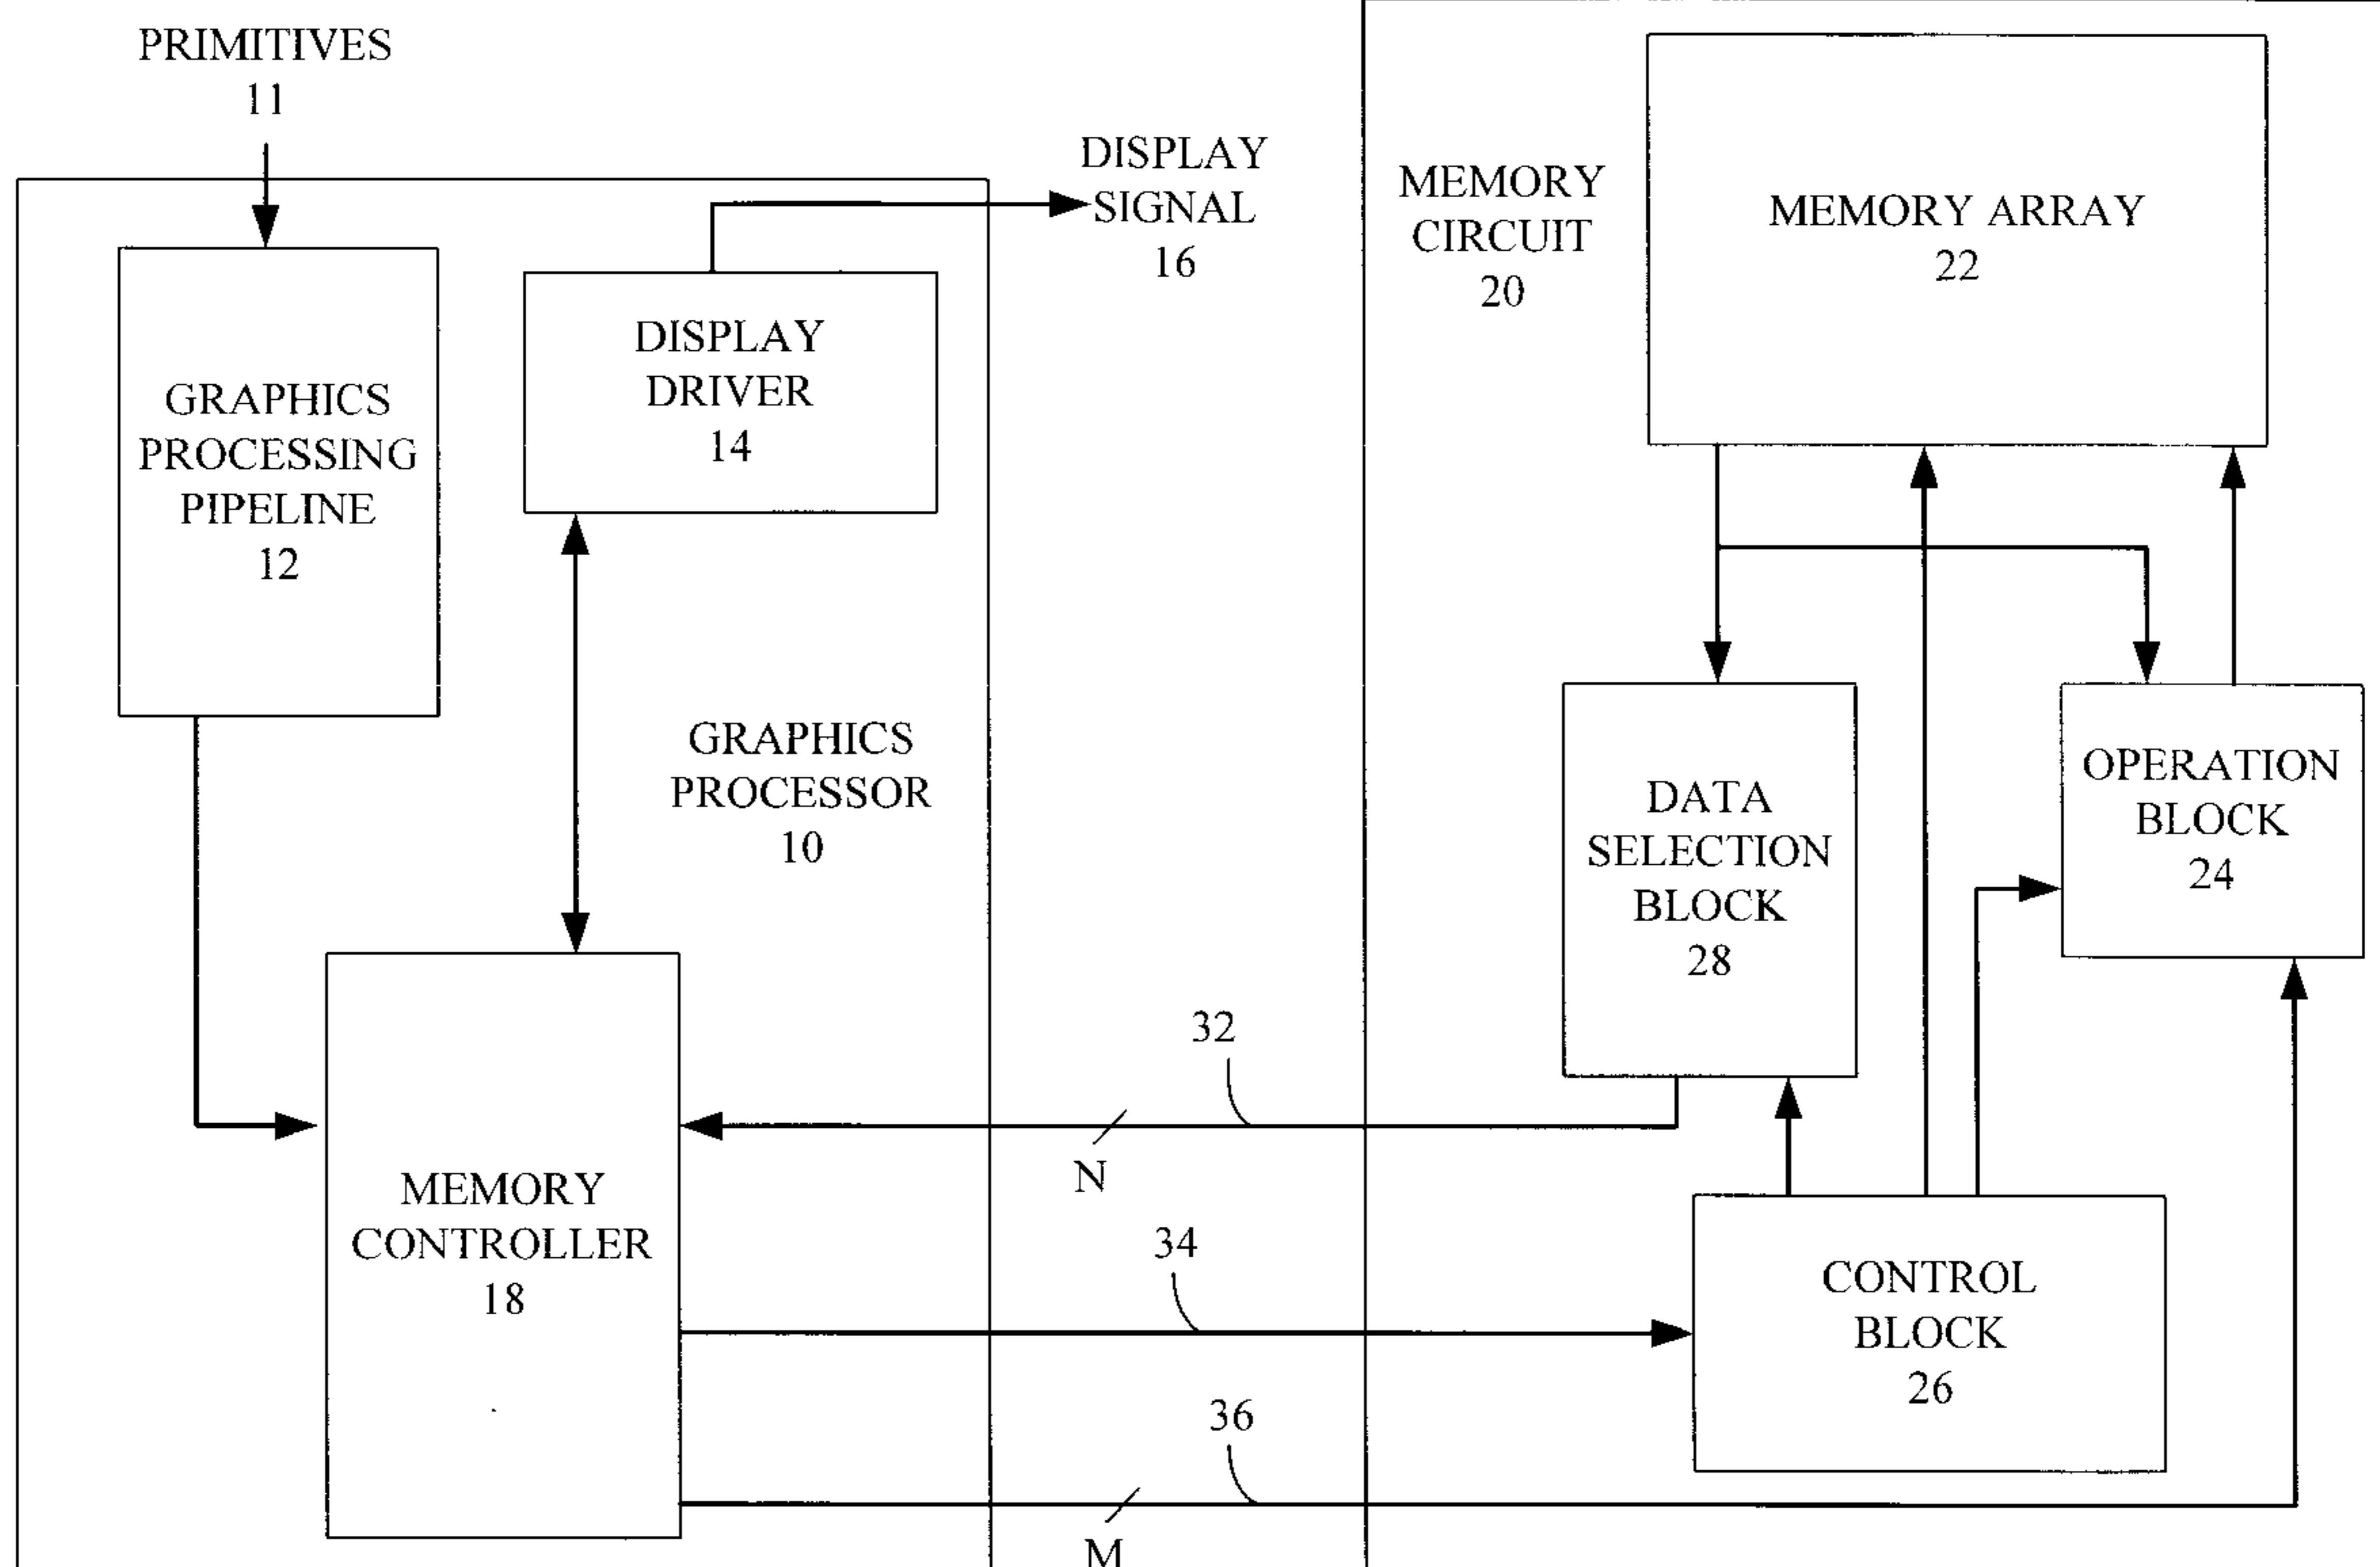 PRIMITIVES
11
DISPLAY
SIGNAL
16
GRAPHICS
PROCESSING
PIPELINE
12
DISPLAY
DRIVER
14
GRAPHICS
PROCESSOR
10
MEMORY
CONTROLLER
18
32
N
34
36
M
MEMORY
CIRCUIT
20
MEMORY ARRAY
22
DATA
SELECTION
BLOCK
28
OPERATION
BLOCK
24
CONTROL
BLOCK
26